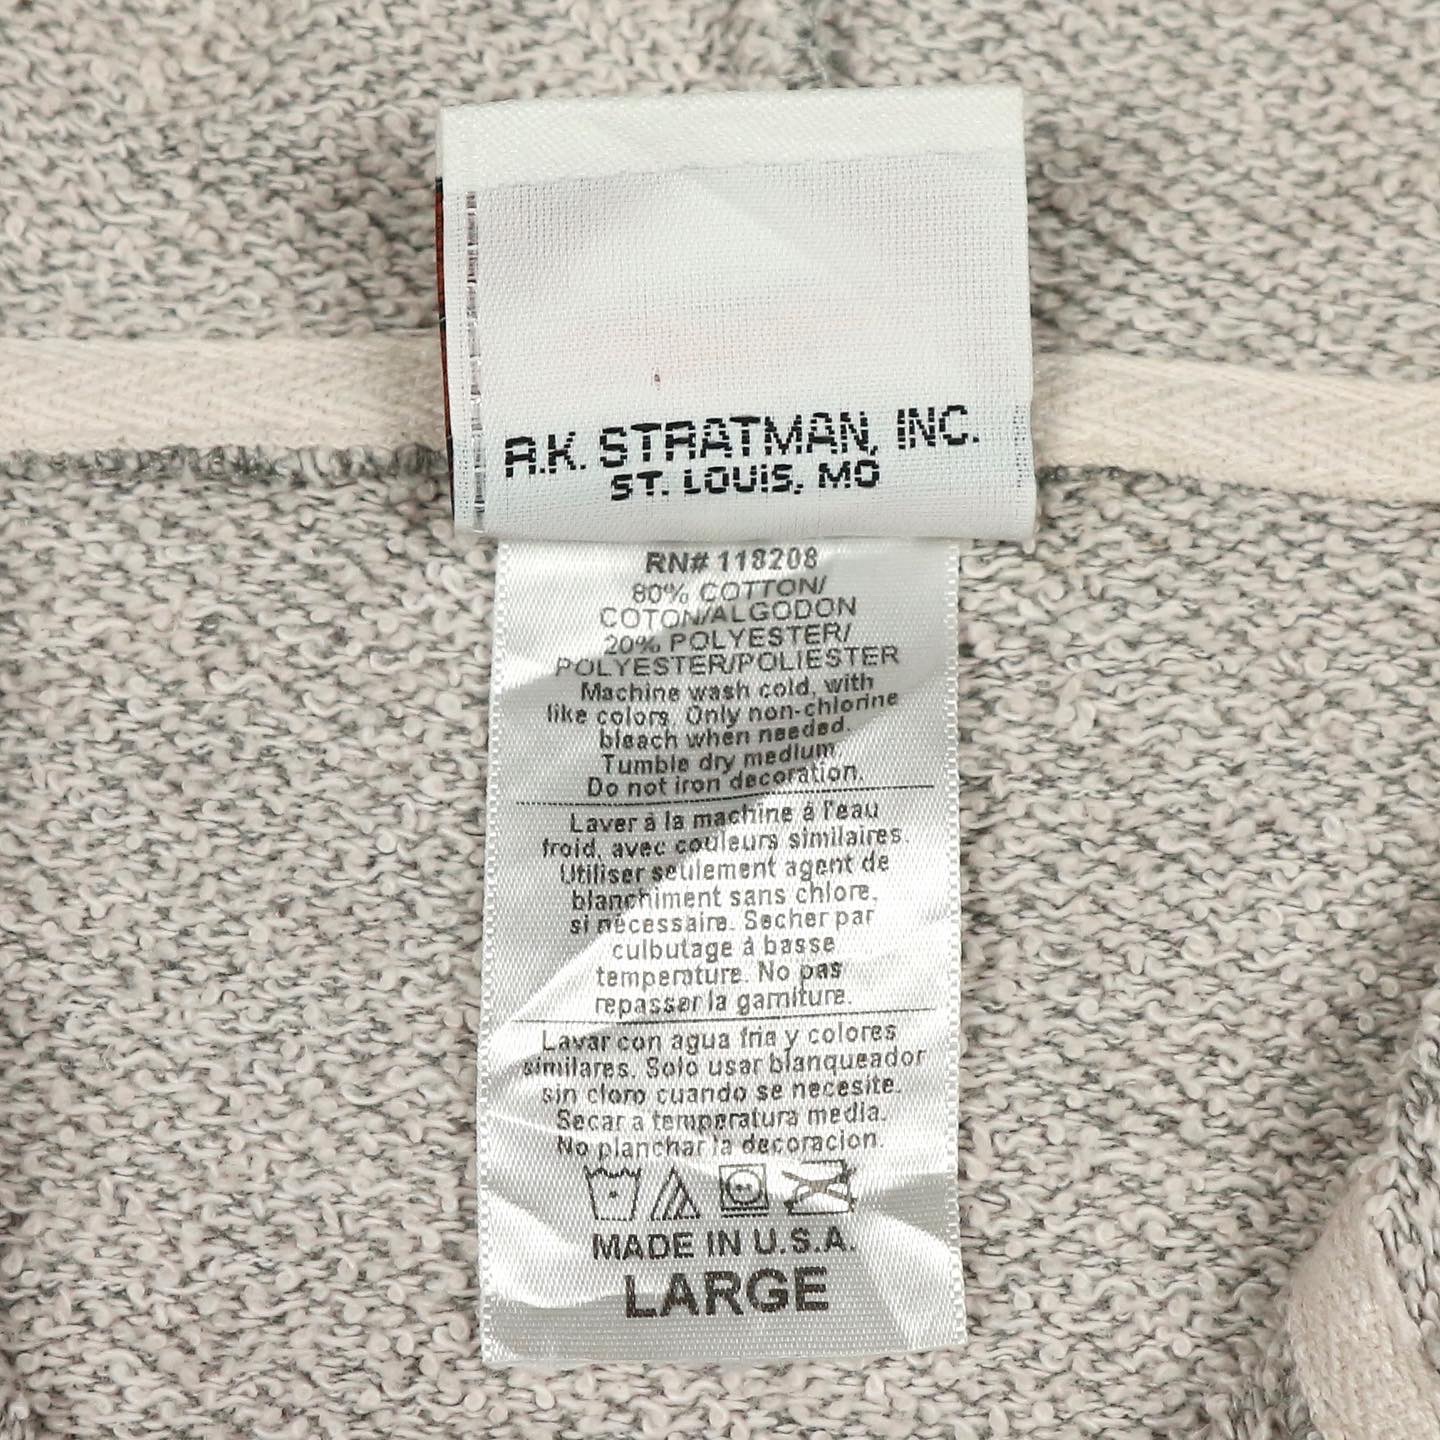 R.K. STRATMAN, INC.
ST. LOUIS, MO
RN# 118208
80% COTTON/
COTON/ALGODON
20% POLYESTER/
POLYESTER/POLIESTER
Machine wash cold, with
like colors. Only non-chlorine
bleach when needed.
Tumble dry medium.
Do not iron decoration.
Laver à la machine à l'eau
froid, avec couleurs similaires.
Utiliser seulement agent de
blanchiment sans chlore,
si nécessaire. Secher par
culbutage à basse
temperature. No pas
repasser la garniture.
Lavar con agua fria y colores
similares. Solo usar blanqueador
sin cloro cuando se necesite.
Secar a temperatura media.
No planchar la decoracion.
MADE IN U.S.A.
LARGE